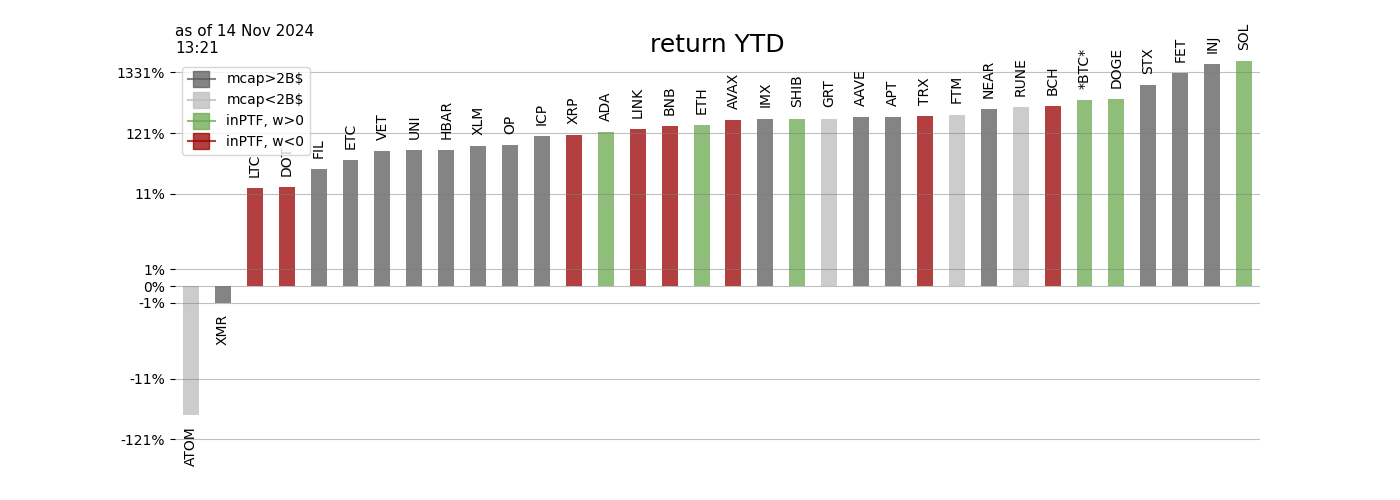 as of 14 Nov 2024
13:21
return YTD
mcap>2B$
mcap<2B$
inPTF, w>0
inPTF, w<0
1331%
121%
11%
1%
0%
-1%
-11%
-121%
ATOM
XMR
LTC
DOT
FIL
ETC
VET
UNI
HBAR
XLM
OP
ICP
XRP
ADA
LINK
BNB
ETH
AVAX
IMX
SHIB
GRT
AAVE
APT
TRX
FTM
NEAR
RUNE
BCH
*BTC*
DOGE
STX
FET
INJ
SOL